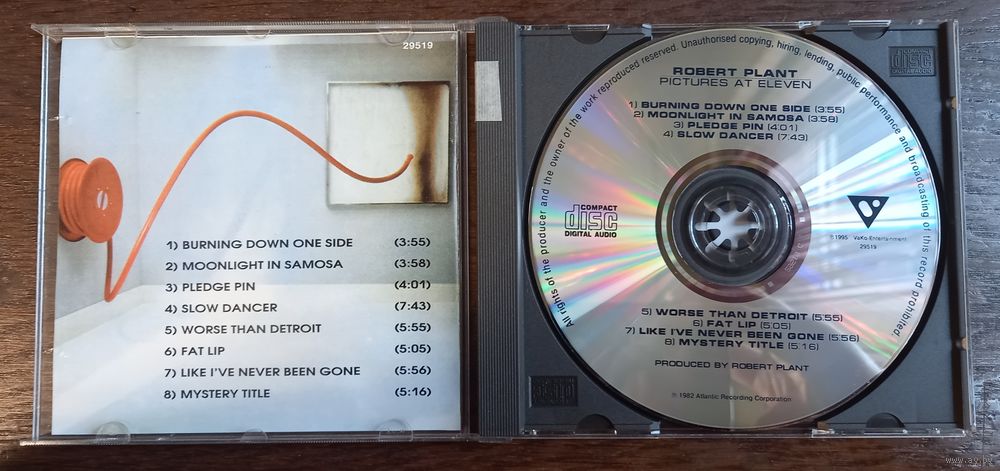 29519
1) BURNING DOWN ONE SIDE (3:55)
2) MOONLIGHT IN SAMOSA (3:58)
3) PLEDGE PIN (4:01)
4) SLOW DANCER (7:43)
5) WORSE THAN DETROIT (5:55)
6) FAT LIP (5:05)
7) LIKE I'VE NEVER BEEN GONE (5:56)
8) MYSTERY TITLE (5:16)
All rights of the producer and the owner of the work reproduced reserved. Unauthorised copying, hiring, lending, public performance and broadcasting of this record prohibited.
ROBERT PLANT
PICTURES AT ELEVEN
1) BURNING DOWN ONE SIDE (3:55)
2) MOONLIGHT IN SAMOSA (3:58)
3) PLEDGE PIN (4:01)
4) SLOW DANCER (7:43)
COMPACT
disc
DIGITAL AUDIO
℗ 1995 VaKo-Entertainment
29519
5) WORSE THAN DETROIT (5:55)
6) FAT LIP (5:05)
7) LIKE I'VE NEVER BEEN GONE (5:56)
8) MYSTERY TITLE (5:16)
PRODUCED BY ROBERT PLANT
℗ 1982 Atlantic Recording Corporation
disc
DIGITAL AUDIO
www.ay.by